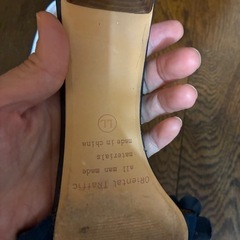 ORiental TRaffic
all man made
materials
made in china
LL